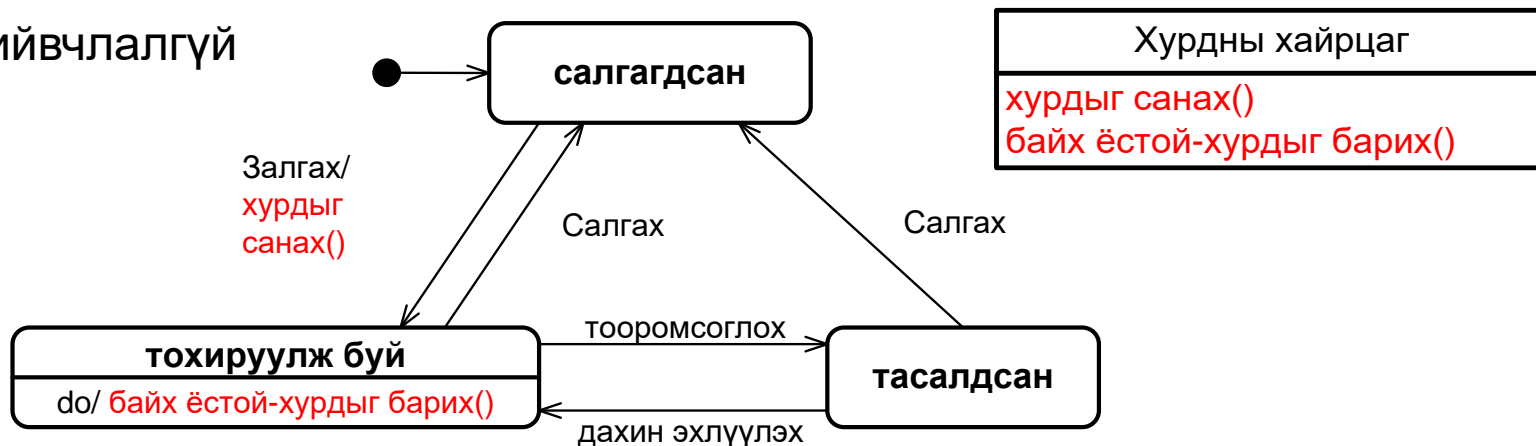 ийвчлалгүй
салгагдсан
Хурдны хайрцаг
хурдыг санах()
байх ёстой-хурдыг барих()
Залгах/
хурдыг
санах()
Салгах
Салгах
тооромсоглох
тохируулж буй
do/ байх ёстой-хурдыг барих()
тасалдсан
дахин эхлүүлэх